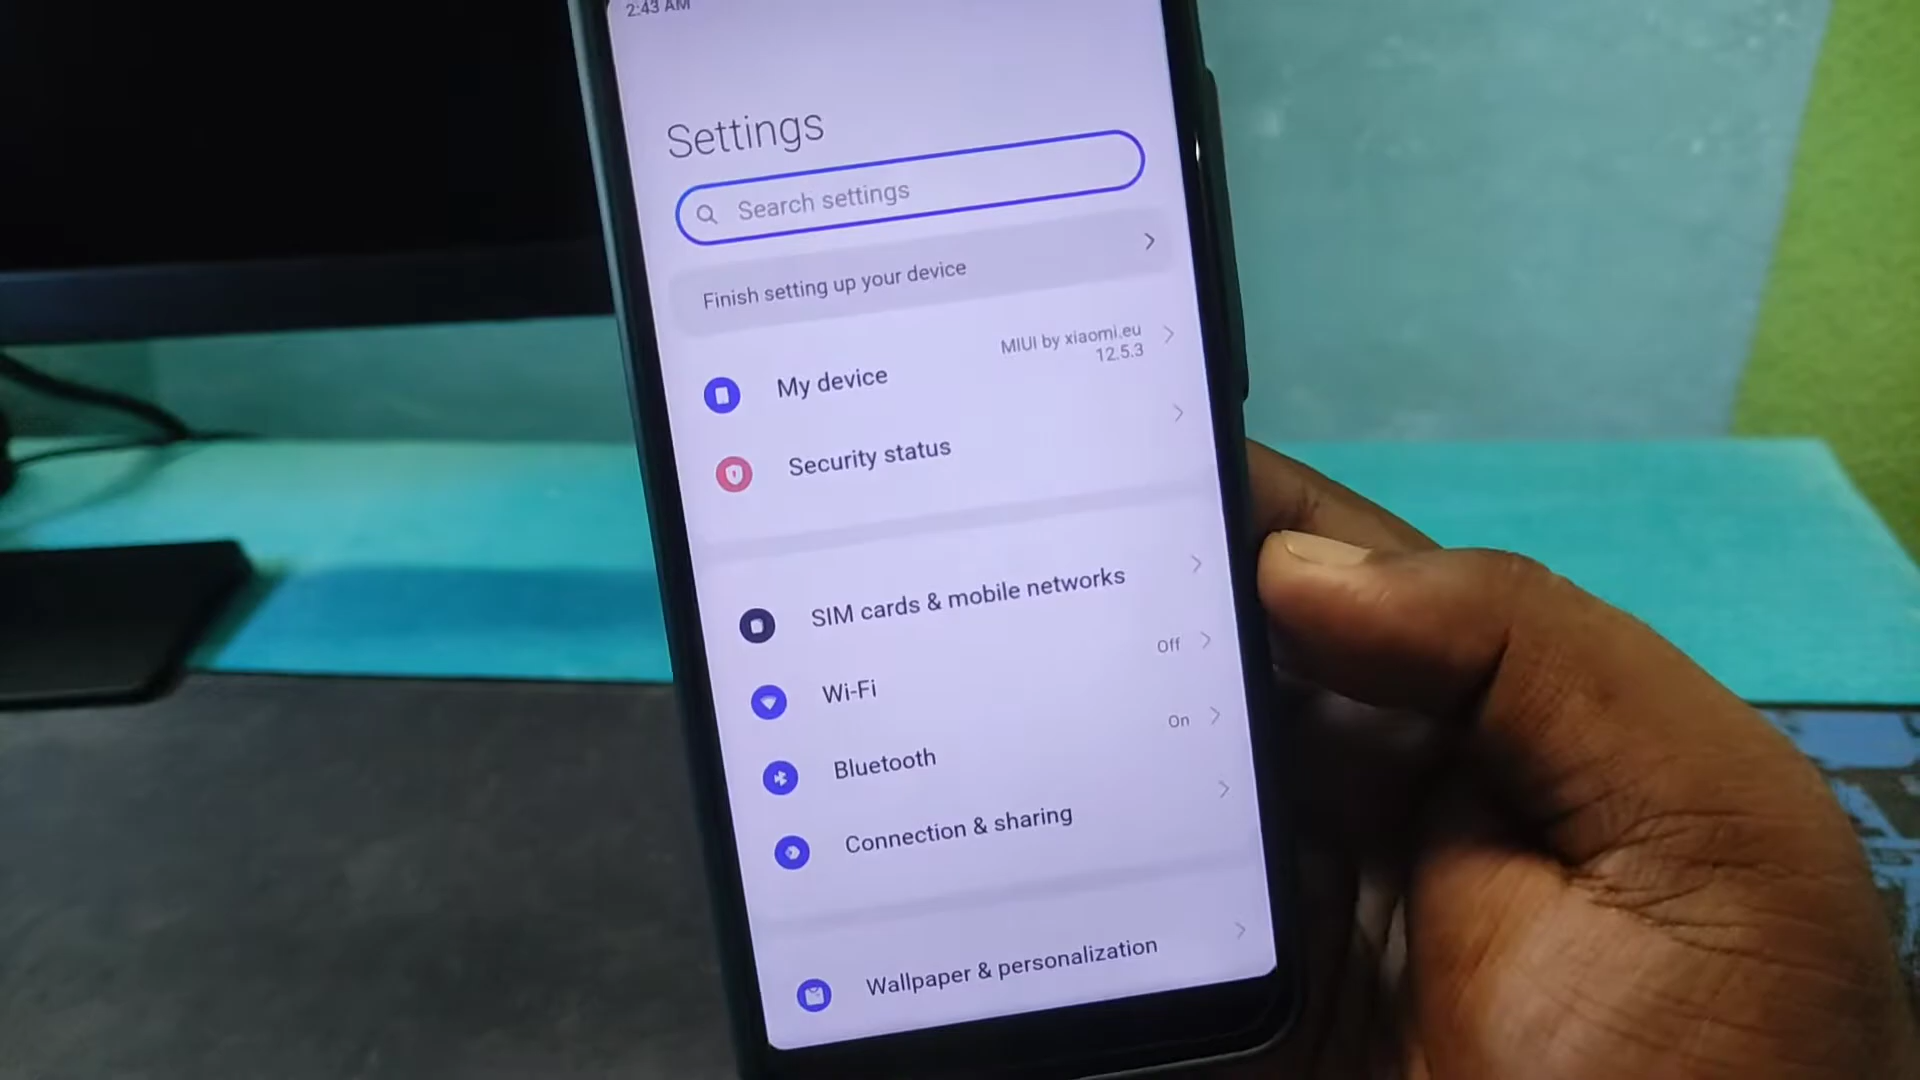 2:43 AM
Settings
Search settings
Finish setting up your device
My device
MIUI by xiaomi.eu
12.5.3
Security status
SIM cards & mobile networks
Wi-Fi
Off
Bluetooth
On
Connection & sharing
Wallpaper & personalization